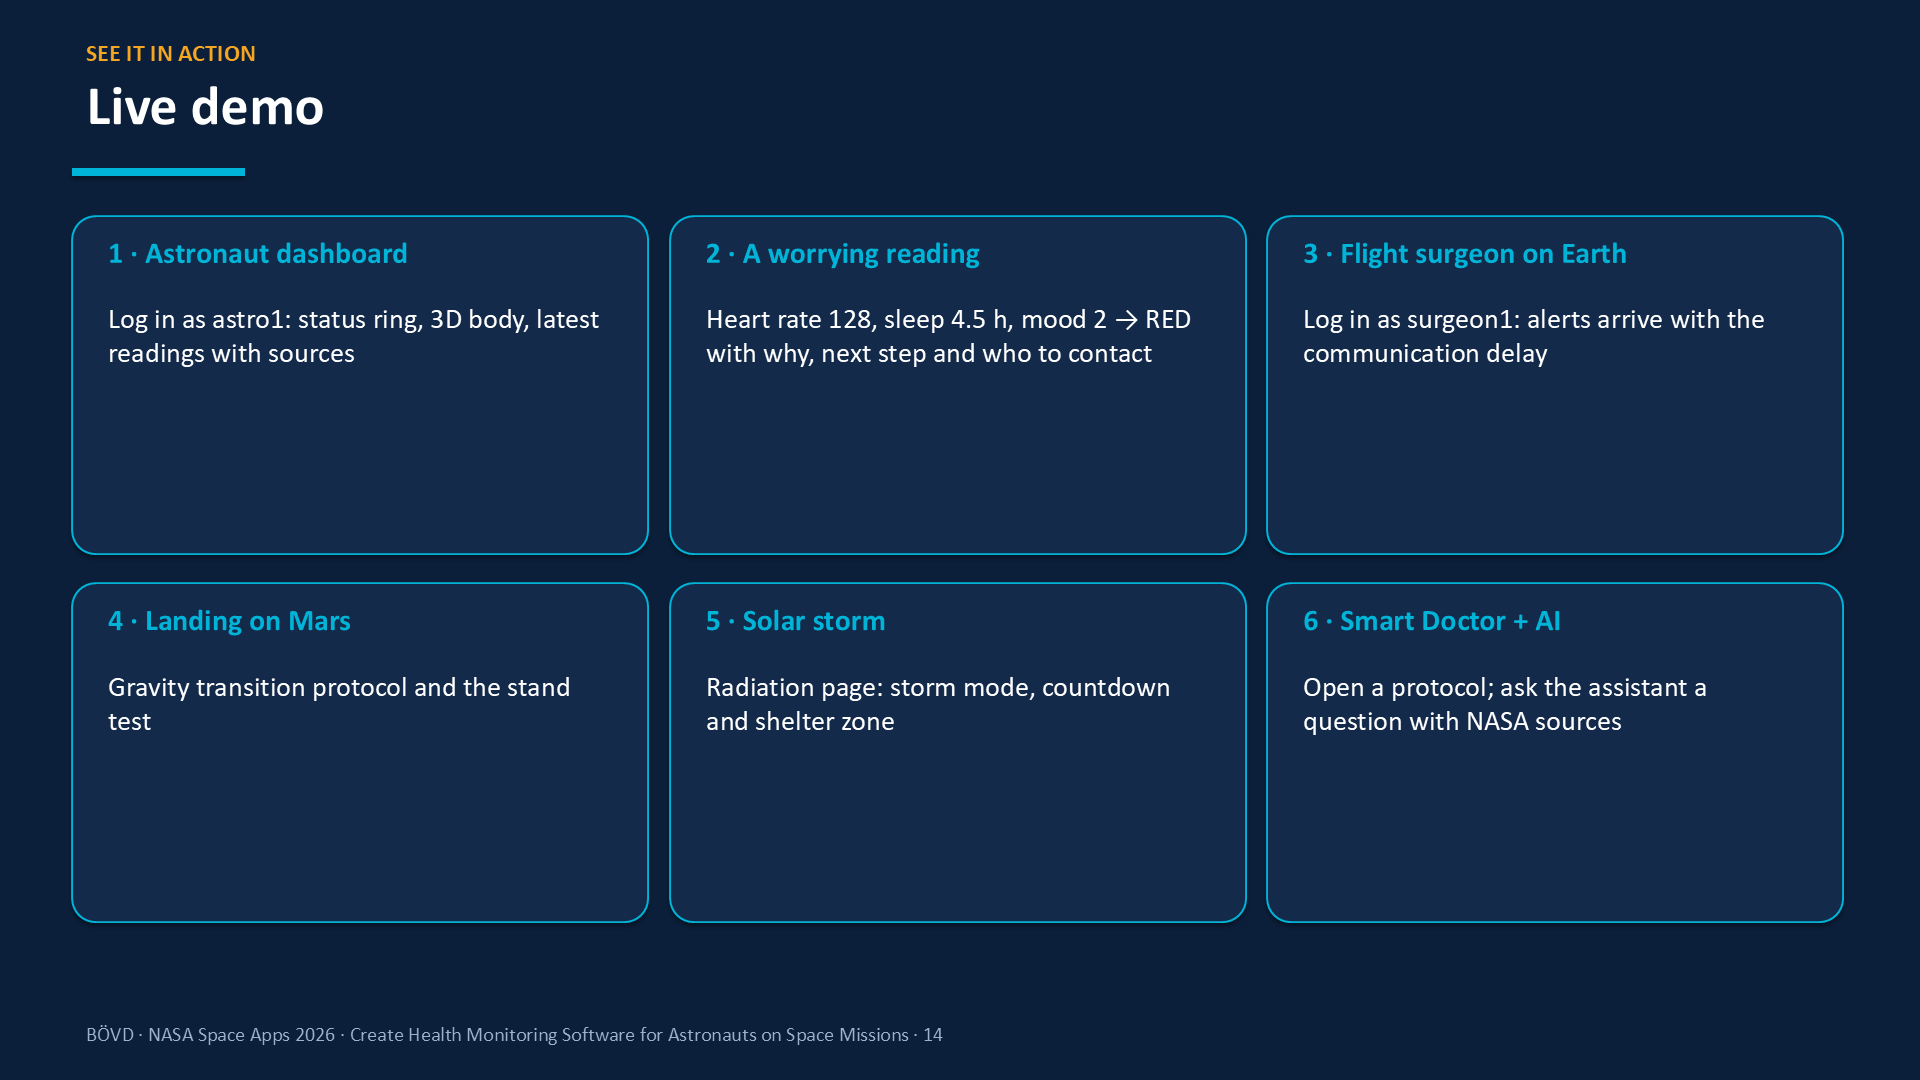 SEE IT IN ACTION
Live demo
1 · Astronaut dashboard
Log in as astro1: status ring, 3D body, latest
readings with sources
2 · A worrying reading
Heart rate 128, sleep 4.5 h, mood 2 → RED
with why, next step and who to contact
3 · Flight surgeon on Earth
Log in as surgeon1: alerts arrive with the
communication delay
4 · Landing on Mars
Gravity transition protocol and the stand
test
5 · Solar storm
Radiation page: storm mode, countdown
and shelter zone
6 · Smart Doctor + AI
Open a protocol; ask the assistant a
question with NASA sources
BÖVD · NASA Space Apps 2026 · Create Health Monitoring Software for Astronauts on Space Missions · 14